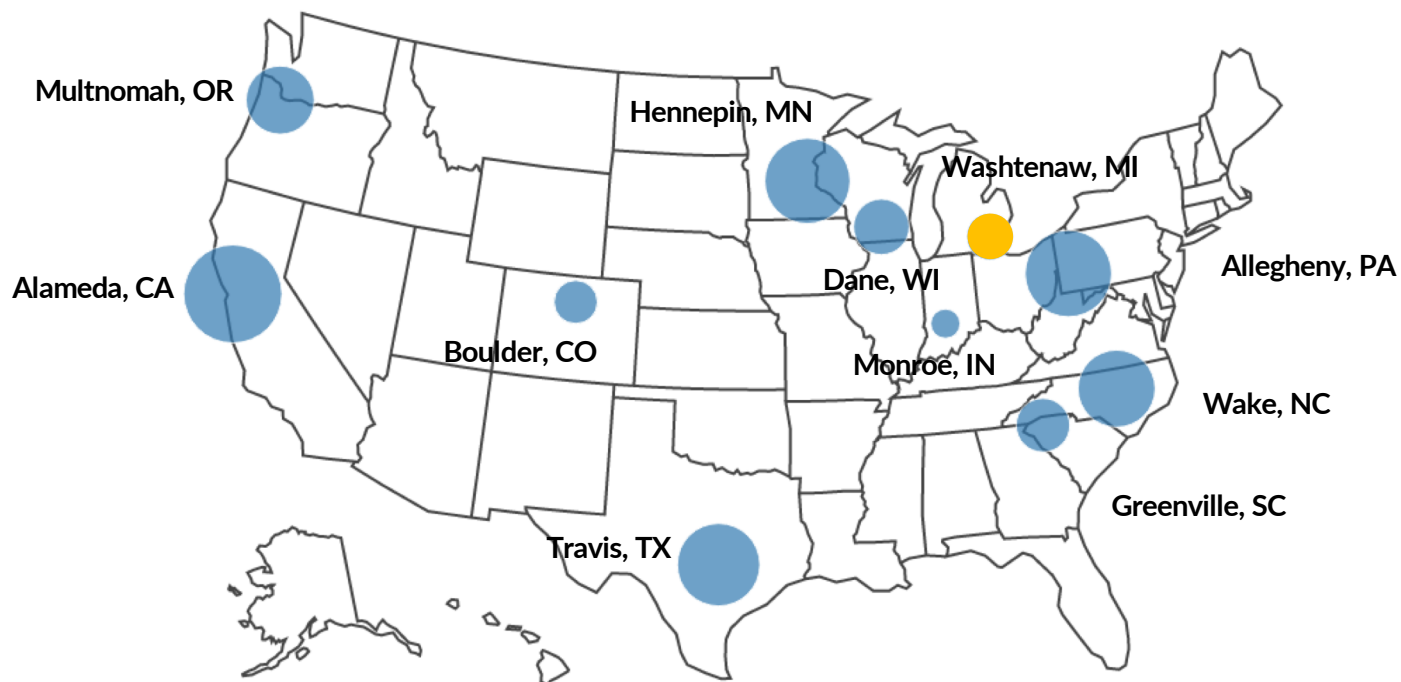 Multnomah, OR
Hennepin, MN
Washtenaw, MI
Allegheny, PA
Alameda, CA
Dane, WI
Boulder, CO
Monroe, IN
Wake, NC
Greenville, SC
Travis, TX